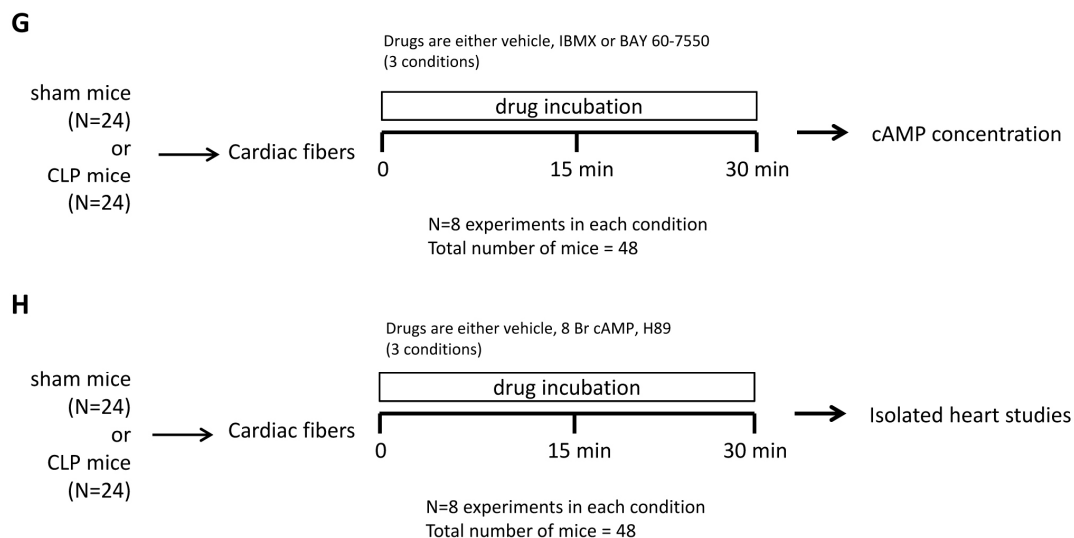 G
Drugs are either vehicle, IBMX or BAY 60-7550
(3 conditions)
sham mice
(N=24)
or
CLP mice
(N=24)
Cardiac fibers
drug incubation
0
15 min
30 min
cAMP concentration
N=8 experiments in each condition
Total number of mice = 48
H
Drugs are either vehicle, 8 Br cAMP, H89
(3 conditions)
sham mice
(N=24)
or
CLP mice
(N=24)
Cardiac fibers
drug incubation
0
15 min
30 min
Isolated heart studies
N=8 experiments in each condition
Total number of mice = 48